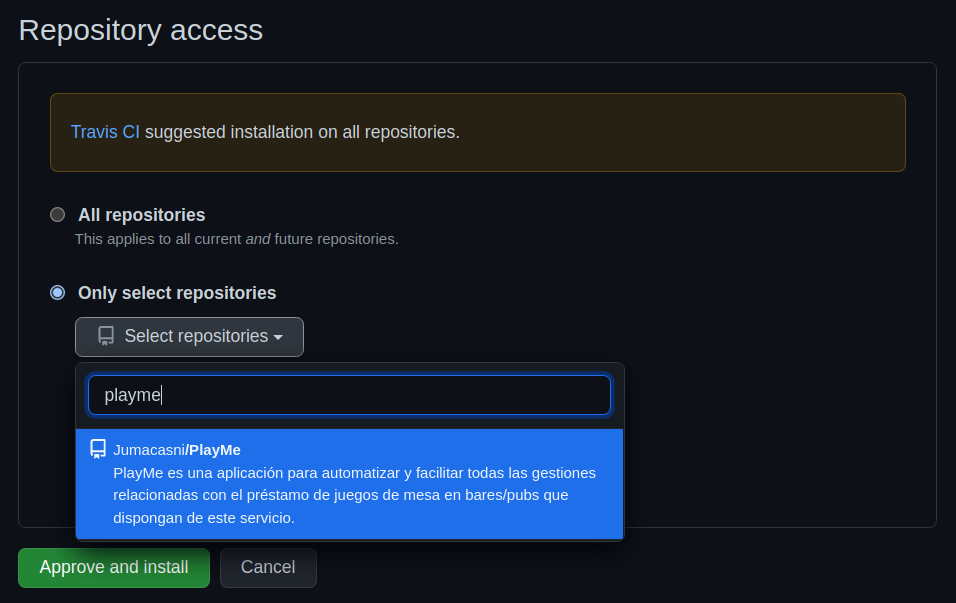 Repository access
Travis CI suggested installation on all repositories.
All repositories
This applies to all current and future repositories.
Only select repositories
Select repositories
playme
Jumacasni/PlayMe
PlayMe es una aplicación para automatizar y facilitar todas las gestiones
relacionadas con el préstamo de juegos de mesa en bares/pubs que
dispongan de este servicio.
Approve and install
Cancel